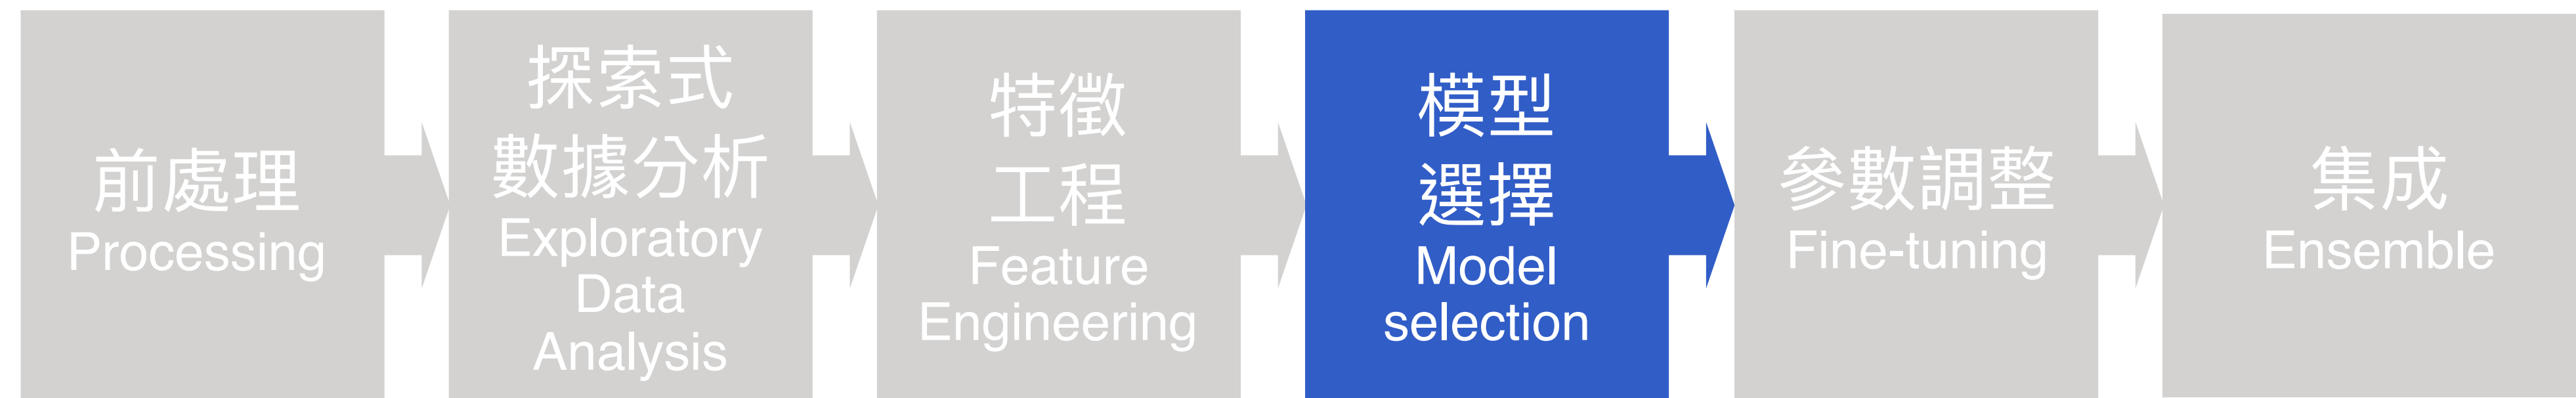 前處理
Processing
探索式
數據分析
Exploratory
Data
Analysis
特徵
工程
Feature
Engineering
模型
選擇
Model
selection
參數調整
Fine-tuning
集成
Ensemble